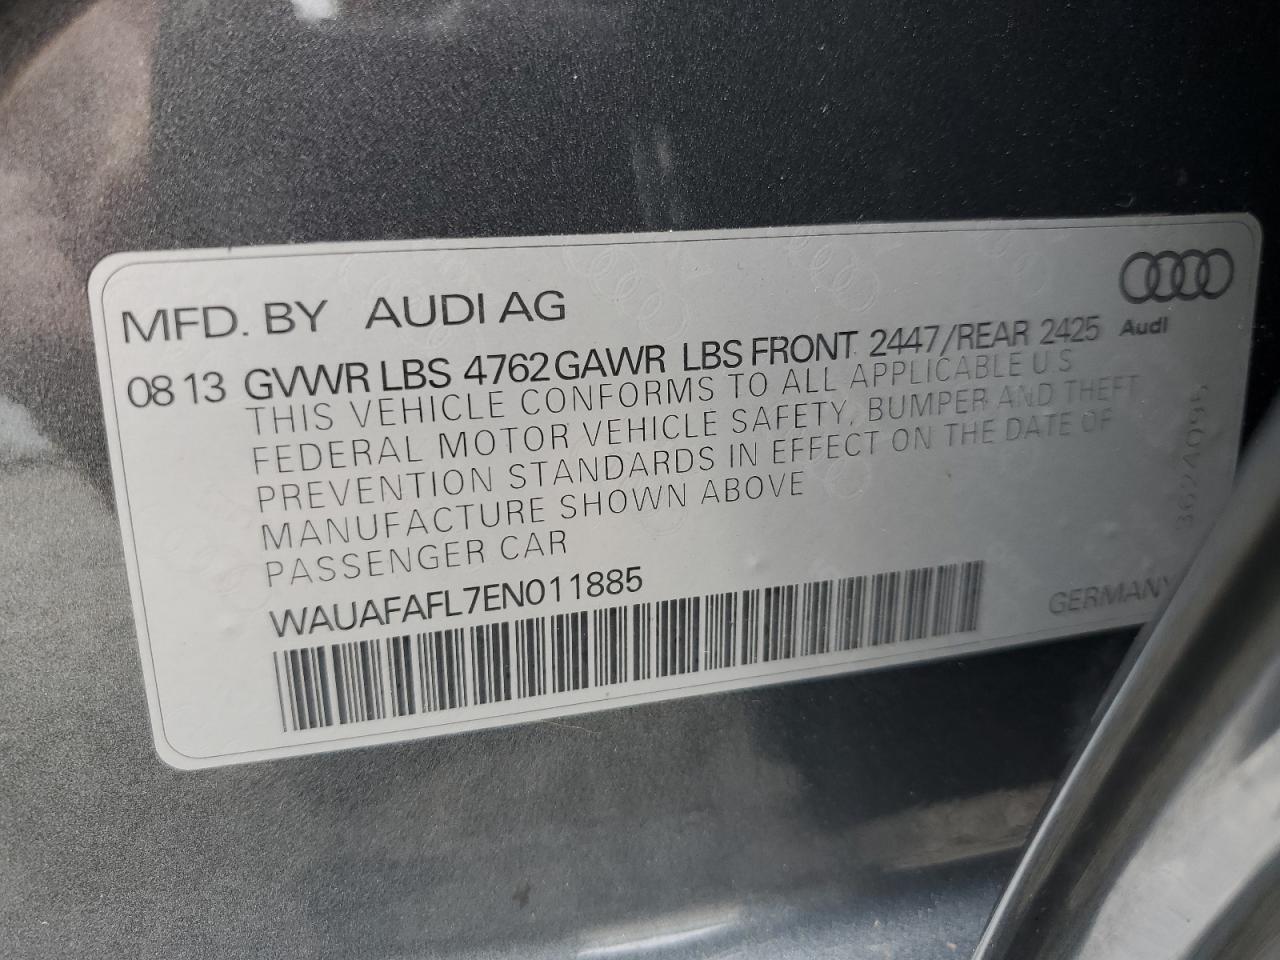 MFD. BY AUDI AG
08 13 GVWR LBS 4762 GAWR LBS FRONT 2447/REAR 2425
Audi
THIS VEHICLE CONFORMS TO ALL APPLICABLE U.S
FEDERAL MOTOR VEHICLE SAFETY, BUMPER AND THEFT
PREVENTION STANDARDS IN EFFECT ON THE DATE OF
MANUFACTURE SHOWN ABOVE
PASSENGER CAR
WAUAFAFL7EN011885
GERMANY